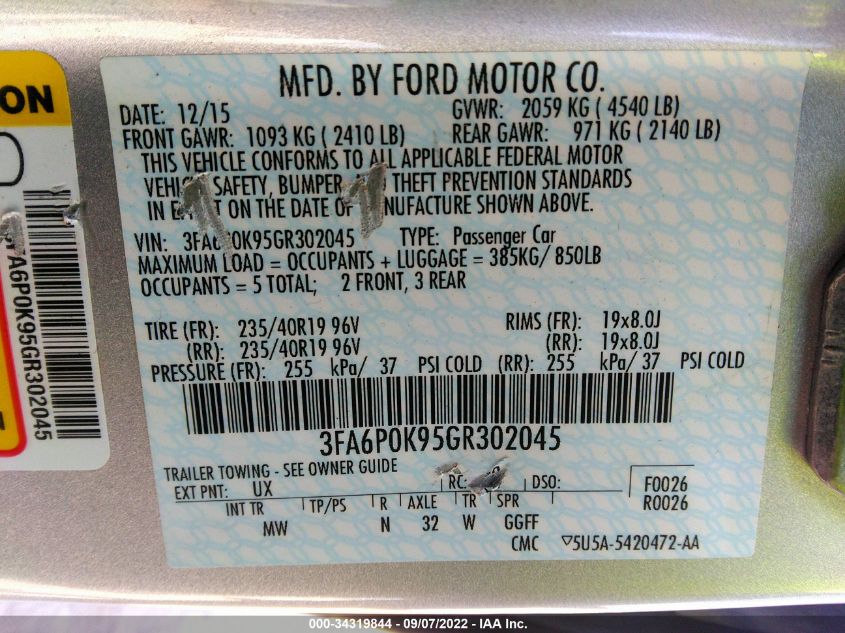 MFD. BY FORD MOTOR CO.
DATE: 12/15 GVWR: 2059 KG ( 4540 LB)
FRONT GAWR: 1093 KG ( 2410 LB) REAR GAWR: 971 KG ( 2140 LB)
THIS VEHICLE CONFORMS TO ALL APPLICABLE FEDERAL MOTOR
SAFETY, BUMPER THEFT PREVENTION STANDARDS
IN ON THE DATE OF SHOWN ABOVE.
VIN: 3FA6P0K95GR302045 TYPE: Passenger Car
MAXIMUM LOAD = OCCUPANTS + LUGGAGE = 385KG/ 850LB
OCCUPANTS = 5 TOTAL; 2 FRONT, 3 REAR
TIRE (FR): 235/40R19 96V RIMS (FR): 19x8.0J
(RR): 235/40R19 96V (RR): 19x8.0J
PRESSURE (FR): 255 kPa/ 37 PSI COLD (RR): 255 kPa/ 37 PSI COLD
3FA6P0K95GR302045
TRAILER TOWING - SEE OWNER GUIDE
EXT PNT: UX RC: DSO: F0026
R0026
INT TR TP/PS R AXLE TR SPR
MW N 32 W GGFF
CMC ▽5U5A-5420472-AA
ION
3FA6P0K95GR302045
000-34319844 - 09/07/2022 - IAA Inc.